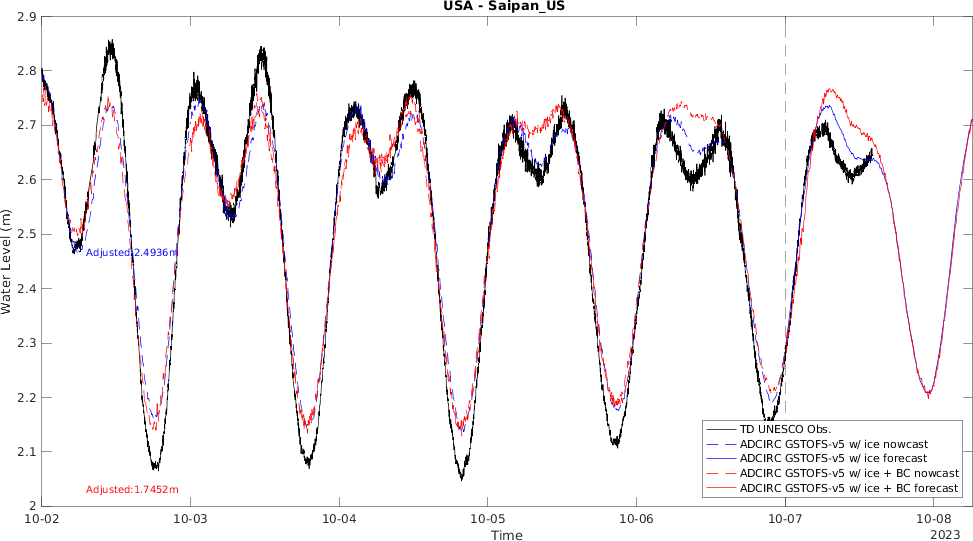 USA - Saipan_US
2.9
2.8
2.7
2.6
2.5
2.4
2.3
2.2
2.1
2
Water Level (m)
Adjusted:2.4936m
Adjusted:1.7452m
TD UNESCO Obs.
ADCIRC GSTOFS-v5 w/ ice nowcast
ADCIRC GSTOFS-v5 w/ ice forecast
ADCIRC GSTOFS-v5 w/ ice + BC nowcast
ADCIRC GSTOFS-v5 w/ ice + BC forecast
10-02 10-03 10-04 10-05 10-06 10-07 10-08
Time
2023